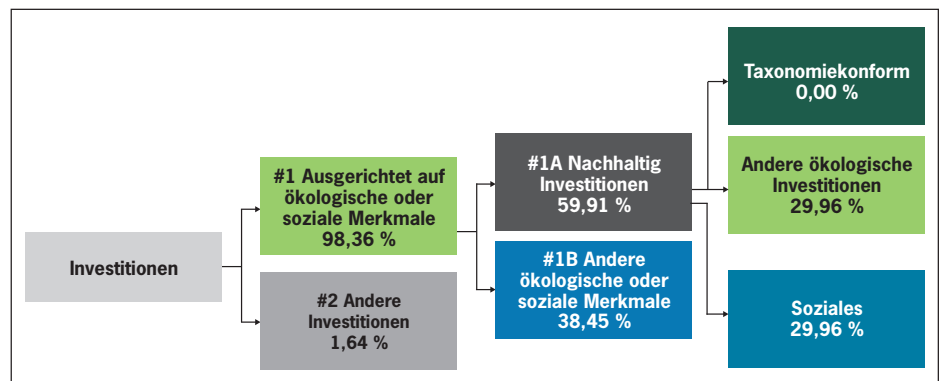 Investitionen
#1 Ausgerichtet auf
ökologische oder
soziale Merkmale
98,36 %
#2 Andere
Investitionen
1,64 %
#1A Nachhaltig
Investitionen
59,91 %
#1B Andere
ökologische oder
soziale Merkmale
38,45 %
Taxonomiekonform
0,00 %
Andere ökologische
Investitionen
29,96 %
Soziales
29,96 %